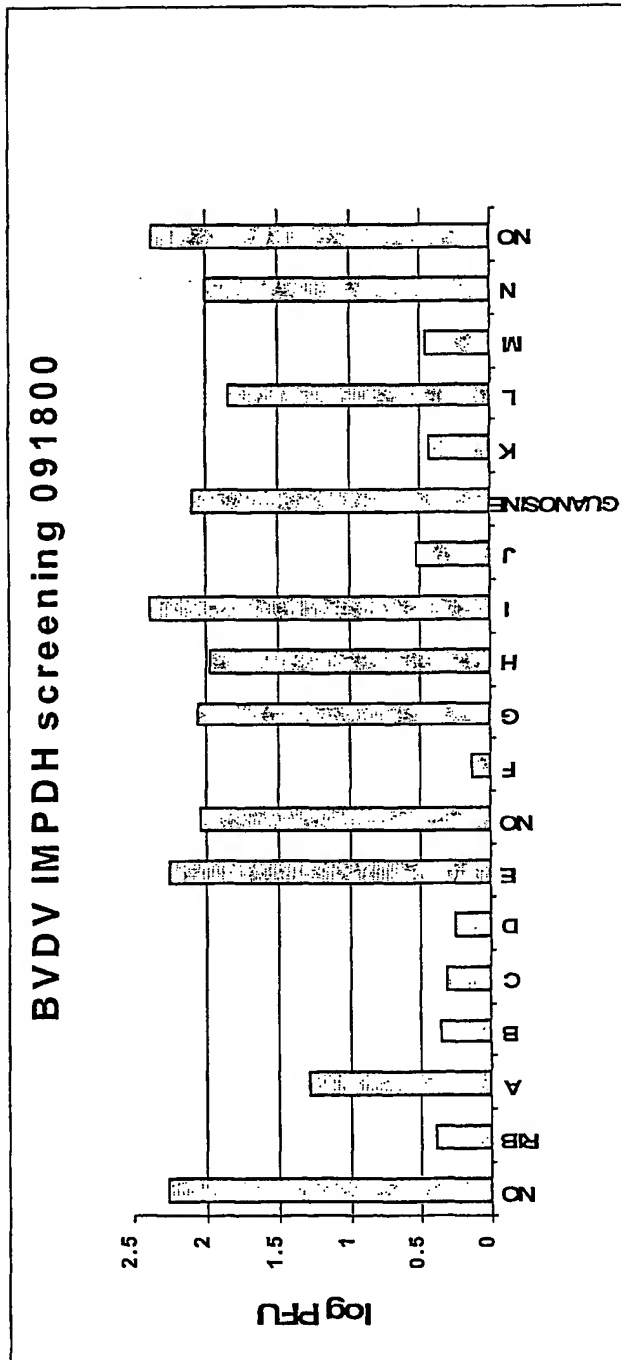 BVDV IMPDH screening 091800
log PFU
2.5
2
1.5
1
0.5
0
NO
RIB
A
B
C
D
E
NO
F
G
H
I
J
GUANOSINE
K
L
M
N
NO